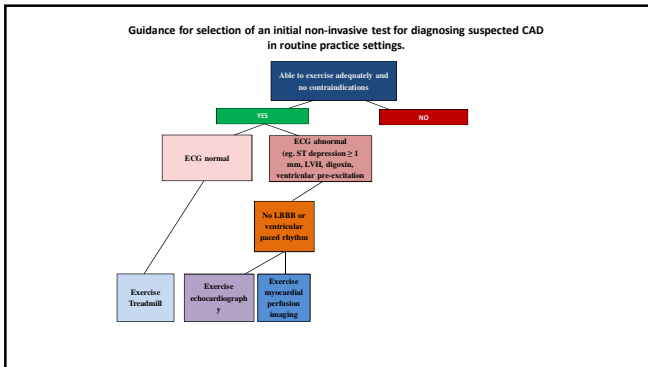 Guidance for selection of an initial non-invasive test for diagnosing suspected CAD
in routine practice settings.
Able to exercise adequately and
no contraindications
YES
NO
ECG normal
ECG abnormal
(eg. ST depression ≥ 1
mm, LVH, digoxin,
ventricular pre-excitation
No LBBB or
ventricular
paced rhythm
Exercise
Treadmill
Exercise
echocardiograph
y
Exercise
myocardial
perfusion
imaging